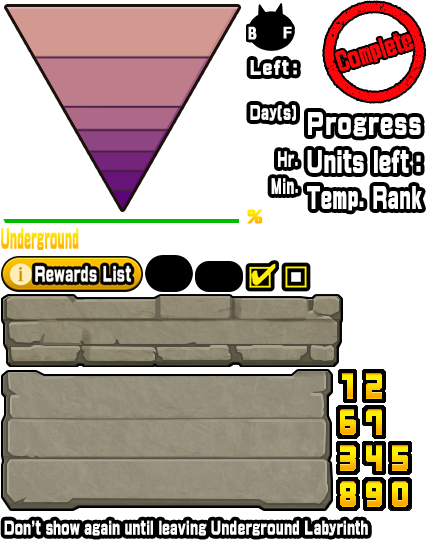 B F
Complete
Left:
Day(s)
Progress
Hr.
Units left:
Min.
Temp. Rank
%
Underground
i Rewards List
1 2
6 7
3 4 5
8 9 0
Don't show again until leaving Underground Labyrinth